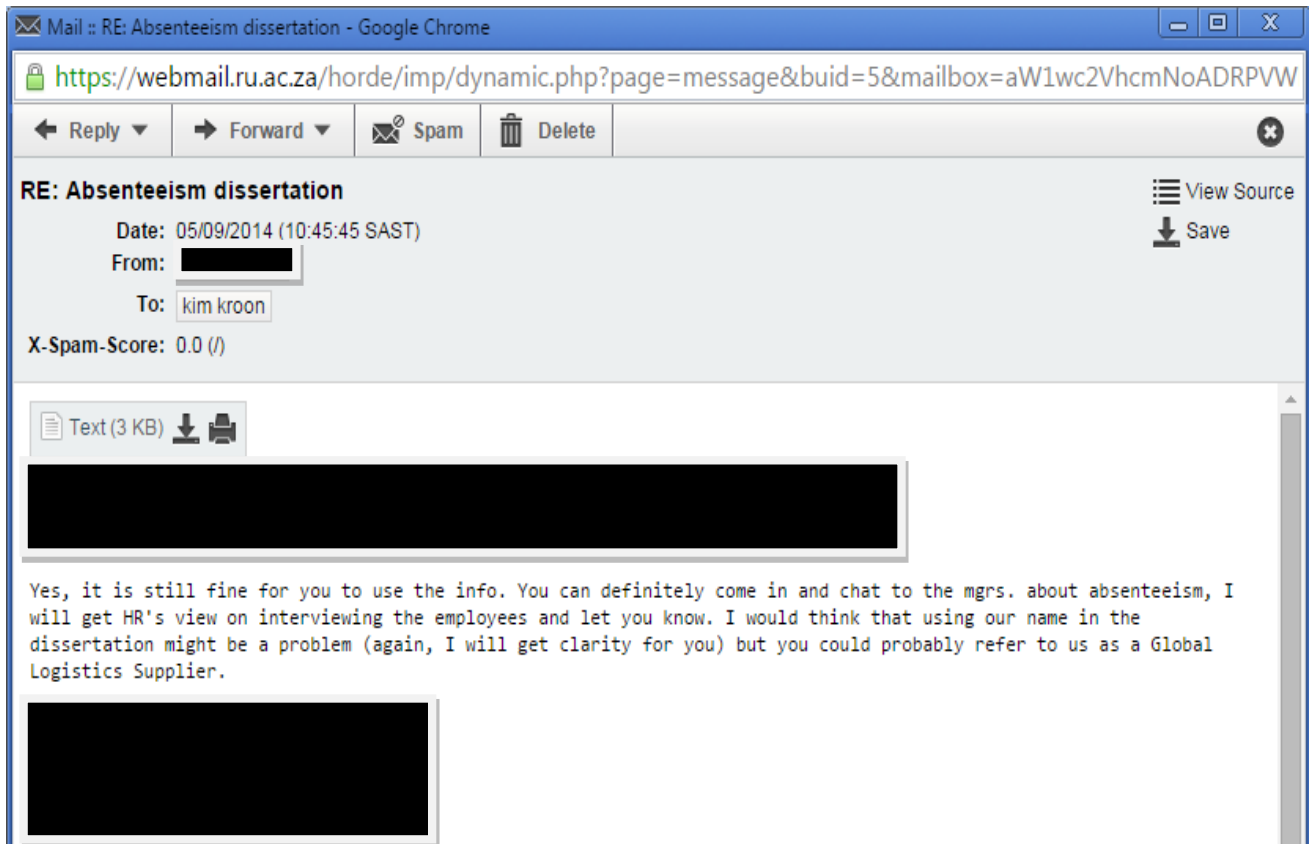 Mail :: RE: Absenteeism dissertation - Google Chrome
https://webmail.ru.ac.za/horde/imp/dynamic.php?page=message&buid=5&mailbox=aW1wc2VhcmNoADRPVW
Reply Forward Spam Delete
RE: Absenteeism dissertation
View Source
Date: 05/09/2014 (10:45:45 SAST)
Save
From:
To: kim kroon
X-Spam-Score: 0.0 (/)
Text (3 KB)
Yes, it is still fine for you to use the info. You can definitely come in and chat to the mgrs. about absenteeism, I
will get HR's view on interviewing the employees and let you know. I would think that using our name in the
dissertation might be a problem (again, I will get clarity for you) but you could probably refer to us as a Global
Logistics Supplier.